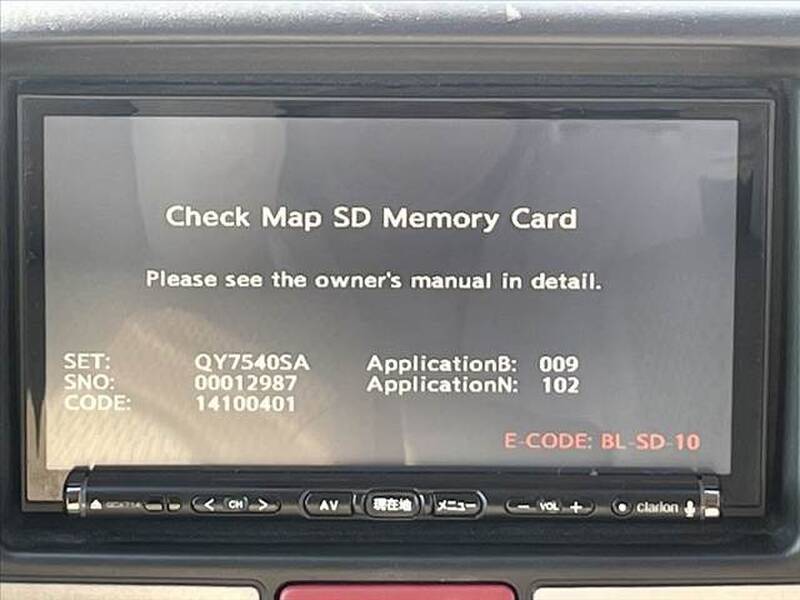 Check Map SD Memory Card
Please see the owner's manual in detail.
SET: QY7540SA ApplicationB: 009
SNO: 00012987 ApplicationN: 102
CODE: 14100401
E-CODE: BL-SD-10
< CH > AV 現在地 メニュー − VOL + clarion